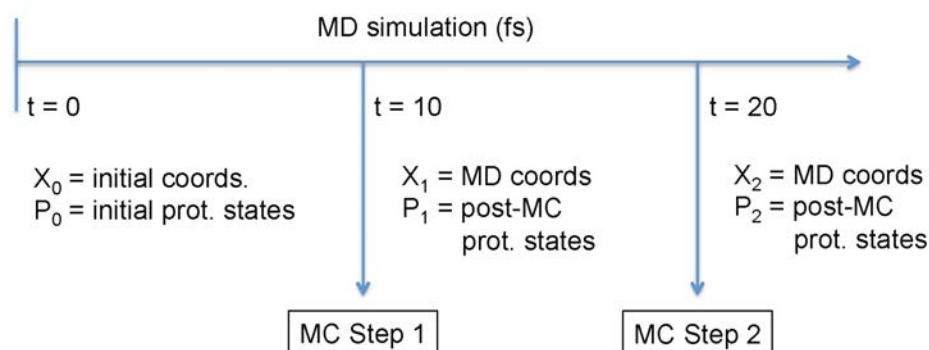 MD simulation (fs)
t = 0
t = 10
t = 20
X₀ = initial coords.
P₀ = initial prot. states
X₁ = MD coords
P₁ = post-MC
prot. states
X₂ = MD coords
P₂ = post-MC
prot. states
MC Step 1
MC Step 2